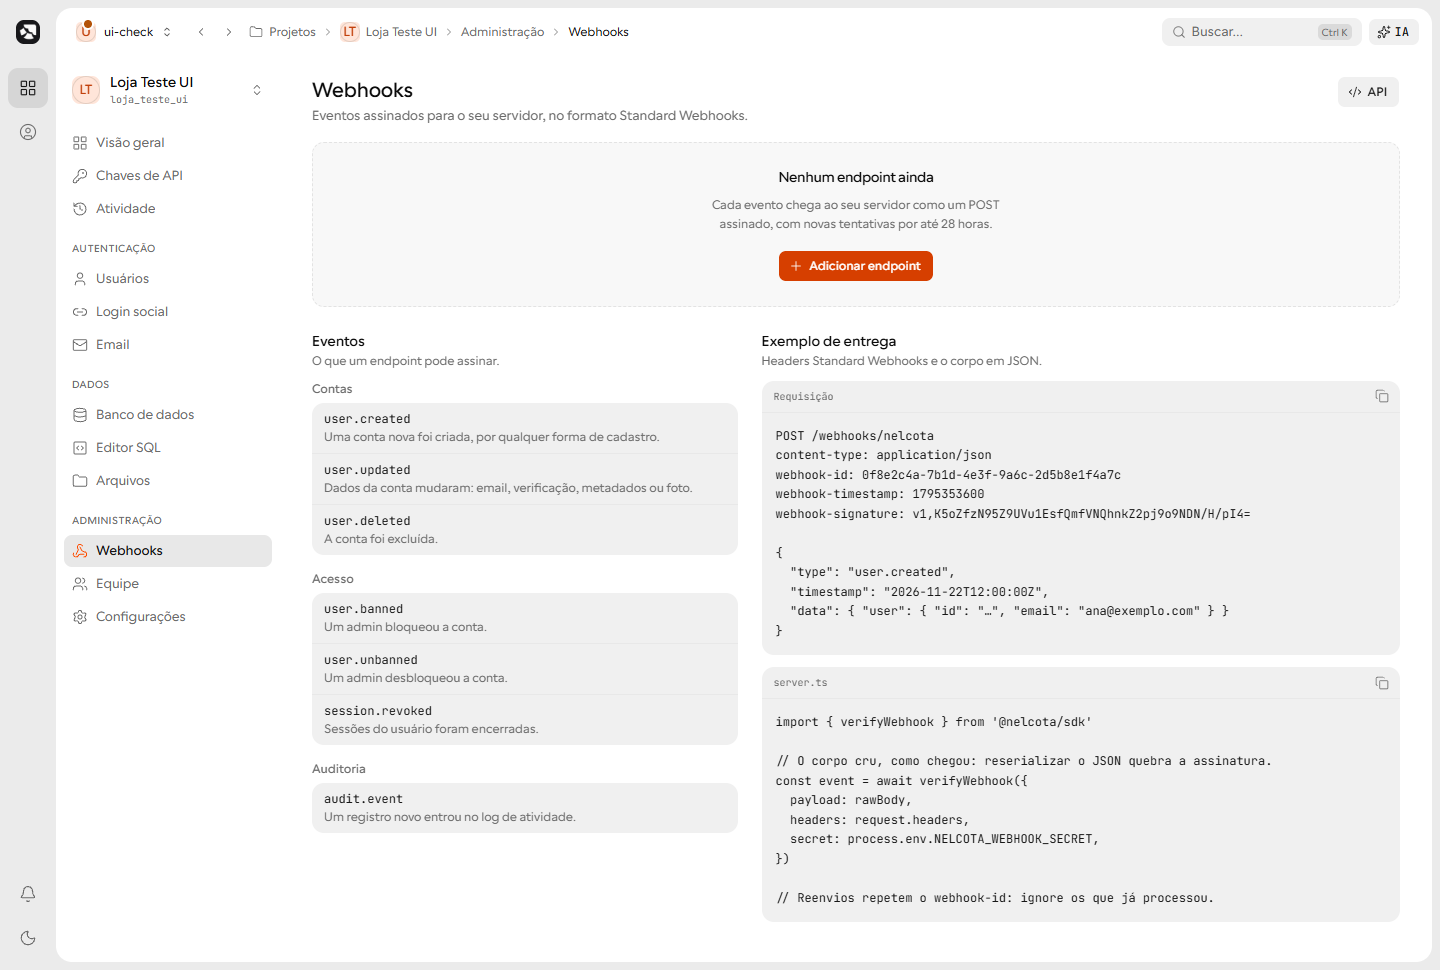 U
ui-check
Projetos
LT
Loja Teste UI
Administração
Webhooks
Buscar...
Ctrl K
IA
LT
Loja Teste UI
loja_teste_ui
Visão geral
Chaves de API
Atividade
AUTENTICAÇÃO
Usuários
Login social
Email
DADOS
Banco de dados
Editor SQL
Arquivos
ADMINISTRAÇÃO
Webhooks
Equipe
Configurações
Webhooks
Eventos assinados para o seu servidor, no formato Standard Webhooks.
API
Nenhum endpoint ainda
Cada evento chega ao seu servidor como um POST
assinado, com novas tentativas por até 28 horas.
Adicionar endpoint
Eventos
O que um endpoint pode assinar.
Contas
user.created
Uma conta nova foi criada, por qualquer forma de cadastro.
user.updated
Dados da conta mudaram: email, verificação, metadados ou foto.
user.deleted
A conta foi excluída.
Acesso
user.banned
Um admin bloqueou a conta.
user.unbanned
Um admin desbloqueou a conta.
session.revoked
Sessões do usuário foram encerradas.
Auditoria
audit.event
Um registro novo entrou no log de atividade.
Exemplo de entrega
Headers Standard Webhooks e o corpo em JSON.
Requisição
POST /webhooks/nelcota
content-type: application/json
webhook-id: 0f8e2c4a-7b1d-4e3f-9a6c-2d5b8e1f4a7c
webhook-timestamp: 1795353600
webhook-signature: v1,K5oZfzN95Z9UVu1EsfQmfVNQhnkZ2pj9o9NDN/H/pI4=
{
"type": "user.created",
"timestamp": "2026-11-22T12:00:00Z",
"data": { "user": { "id": "…", "email": "ana@exemplo.com" } }
}
server.ts
import { verifyWebhook } from '@nelcota/sdk'
// O corpo cru, como chegou: reserializar o JSON quebra a assinatura.
const event = await verifyWebhook({
payload: rawBody,
headers: request.headers,
secret: process.env.NELCOTA_WEBHOOK_SECRET,
})
// Reenvios repetem o webhook-id: ignore os que já processou.